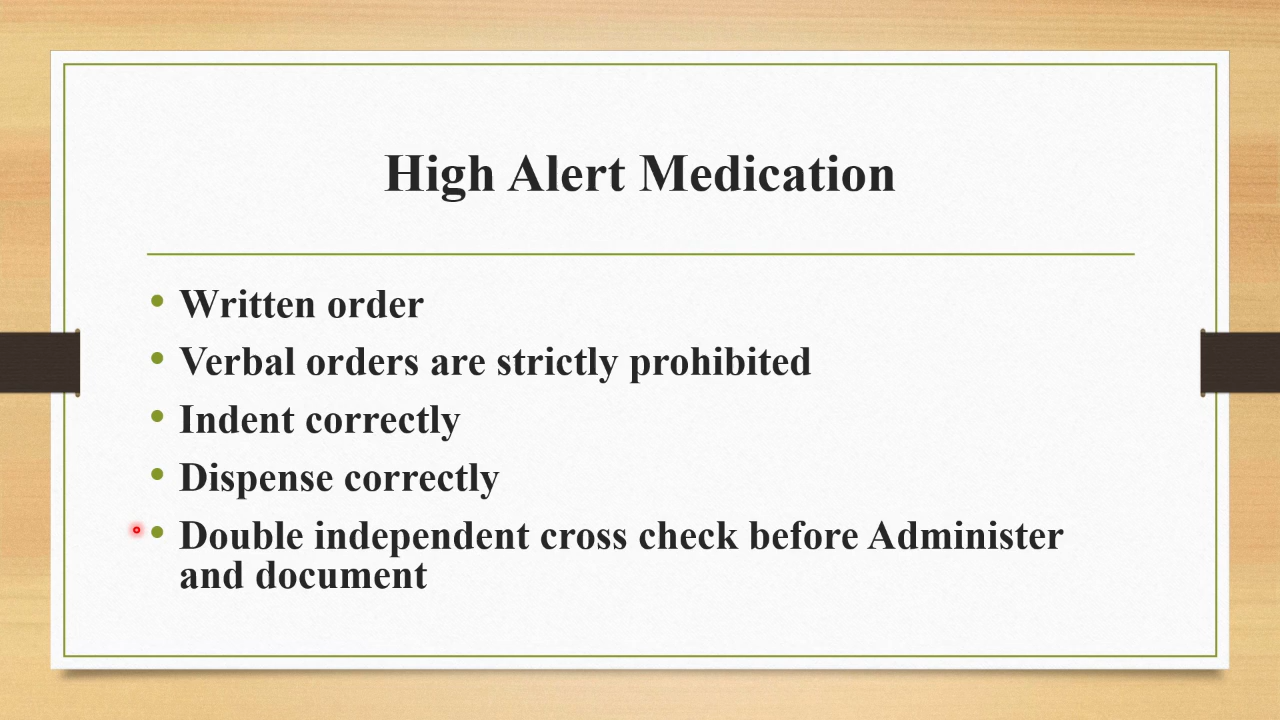 High Alert Medication
• Written order
• Verbal orders are strictly prohibited
• Indent correctly
• Dispense correctly
• Double independent cross check before Administer
and document